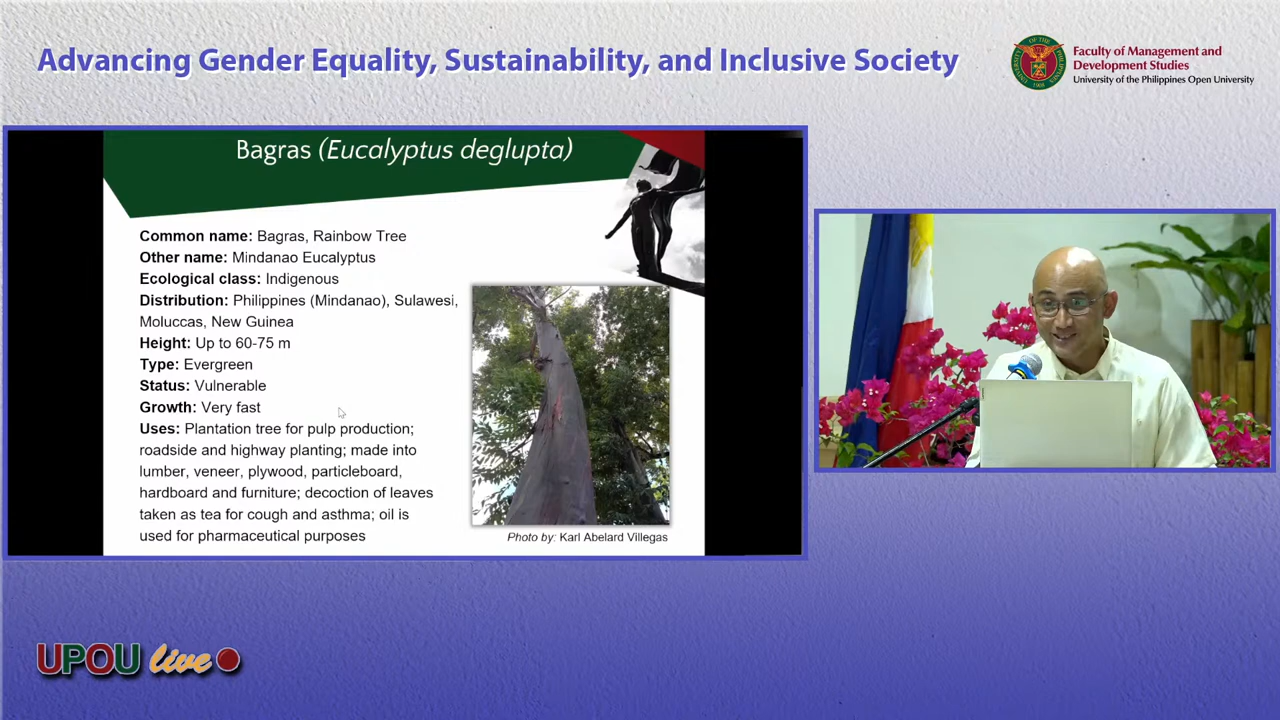 Advancing Gender Equality, Sustainability, and Inclusive Society
Faculty of Management and
Development Studies
University of the Philippines Open University
Bagras (Eucalyptus deglupta)
Common name: Bagras, Rainbow Tree
Other name: Mindanao Eucalyptus
Ecological class: Indigenous
Distribution: Philippines (Mindanao), Sulawesi,
Moluccas, New Guinea
Height: Up to 60-75 m
Type: Evergreen
Status: Vulnerable
Growth: Very fast
Uses: Plantation tree for pulp production;
roadside and highway planting; made into
lumber, veneer, plywood, particleboard,
hardboard and furniture; decoction of leaves
taken as tea for cough and asthma; oil is
used for pharmaceutical purposes
Photo by: Karl Abelard Villegas
UPOU live